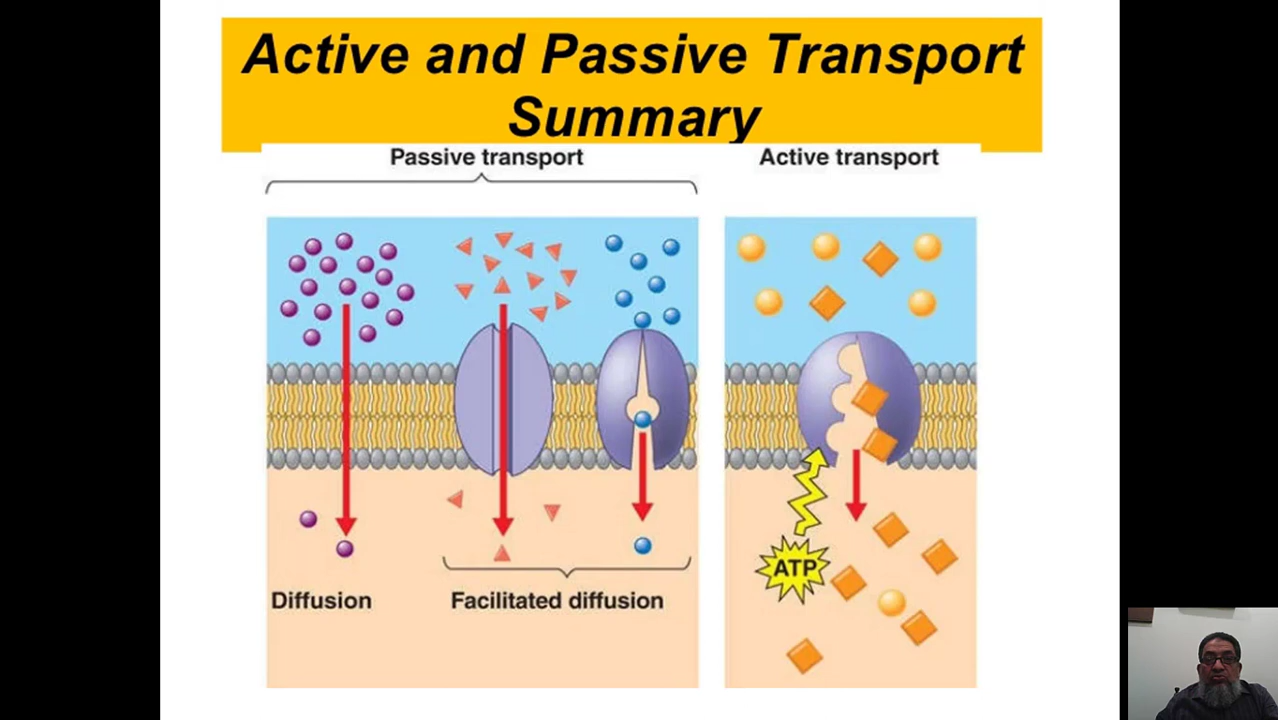 Active and Passive Transport
Summary
Passive transport
Active transport
ATP
Diffusion
Facilitated diffusion